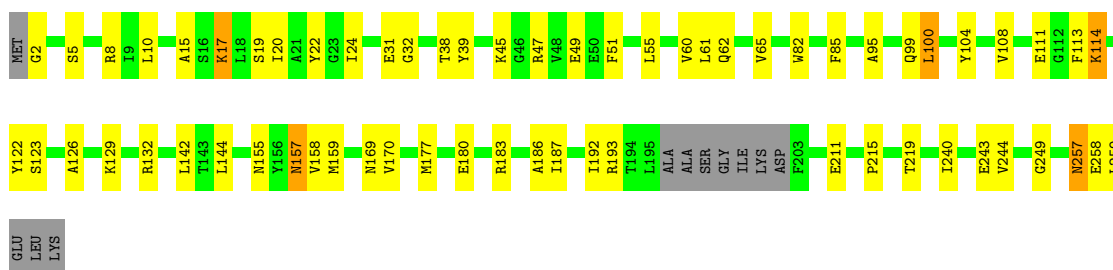 MET G2 S5 R8 I9 L10 A15 S16 K17 L18 S19 I20 A21 Y22 G23 I24 E31 G32 T38 Y39 K45 G46 R47 V48 E49 E50 F51 L55 V60 L61 Q62 V65 W82 F85 A95 Q99 L100 Y104 V108 E111 G112 F113 K114
Y122 S123 A126 K129 R132 L142 T143 L144 N155 Y156 N157 V158 M159 N169 V170 M177 E180 R183 A186 I187 I192 R193 T194 L195 ALA ALA SER GLY ILE LYS ASP F203 E211 P215 T219 I240 E243 V244 G249 N257 E258
GLU LEU LYS